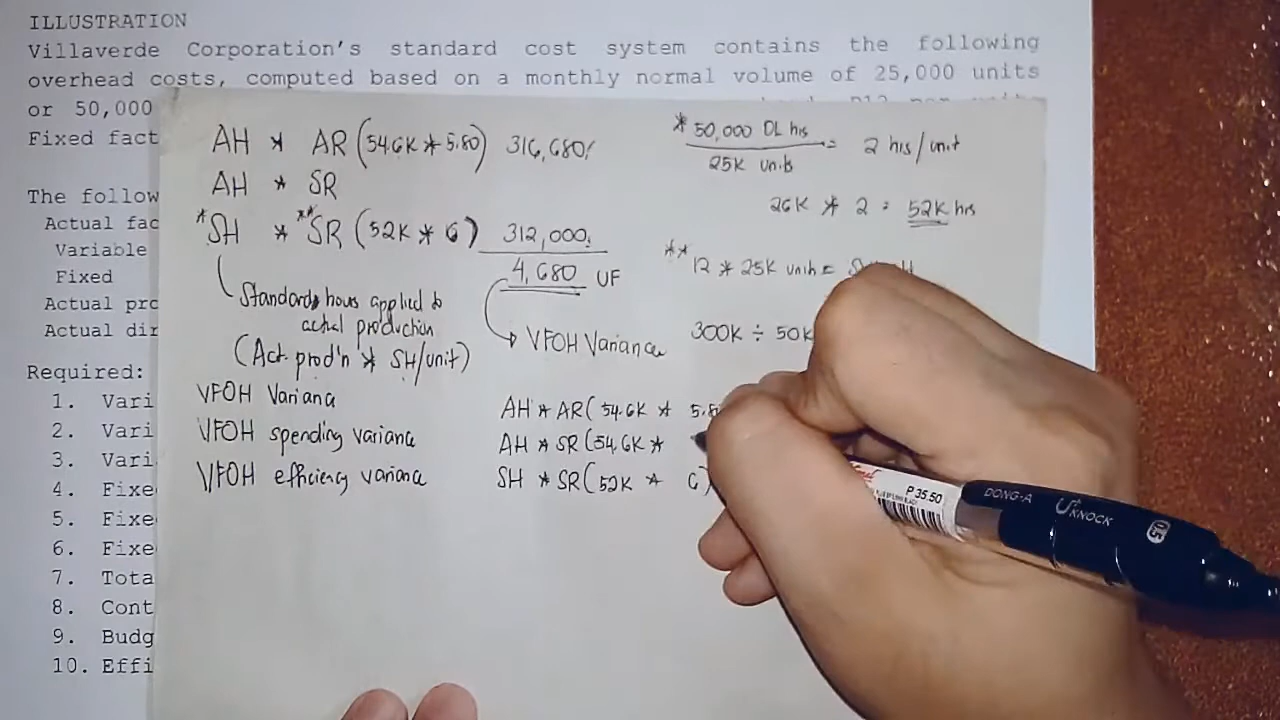 ILLUSTRATION
Villaverde Corporation's standard cost system contains the following
overhead costs, computed based on a monthly normal volume of 25,000 units
or 50,000
Fixed fact
The follow
Actual fac
Variable
Fixed
Actual pro
Actual dir
Required:
1. Vari
2. Vari
3. Vari
4. Fixe
5. Fixe
6. Fixe
7. Tota
8. Cont
9. Budg
10. Effi
AH * AR (54.6K * 5.80) 316,680
AH * SR
*SH * **SR (52K * 6) 312,000
4,680 UF
Standard hours applied to
actual production
(Act. prod'n * SH/unit)
VFOH Variance
*50,000 DL hrs
25K units = 2 hrs/unit
26K * 2 = 52K hrs
**12 * 25K units =
300K ÷ 50K
VFOH Variance
VFOH spending variance
VFOH efficiency variance
AH * AR (54.6K * 5.8
AH * SR (54.6K *
SH * SR (52K * 6)
P 35.50
DONG-A U-KNOCK 0.5